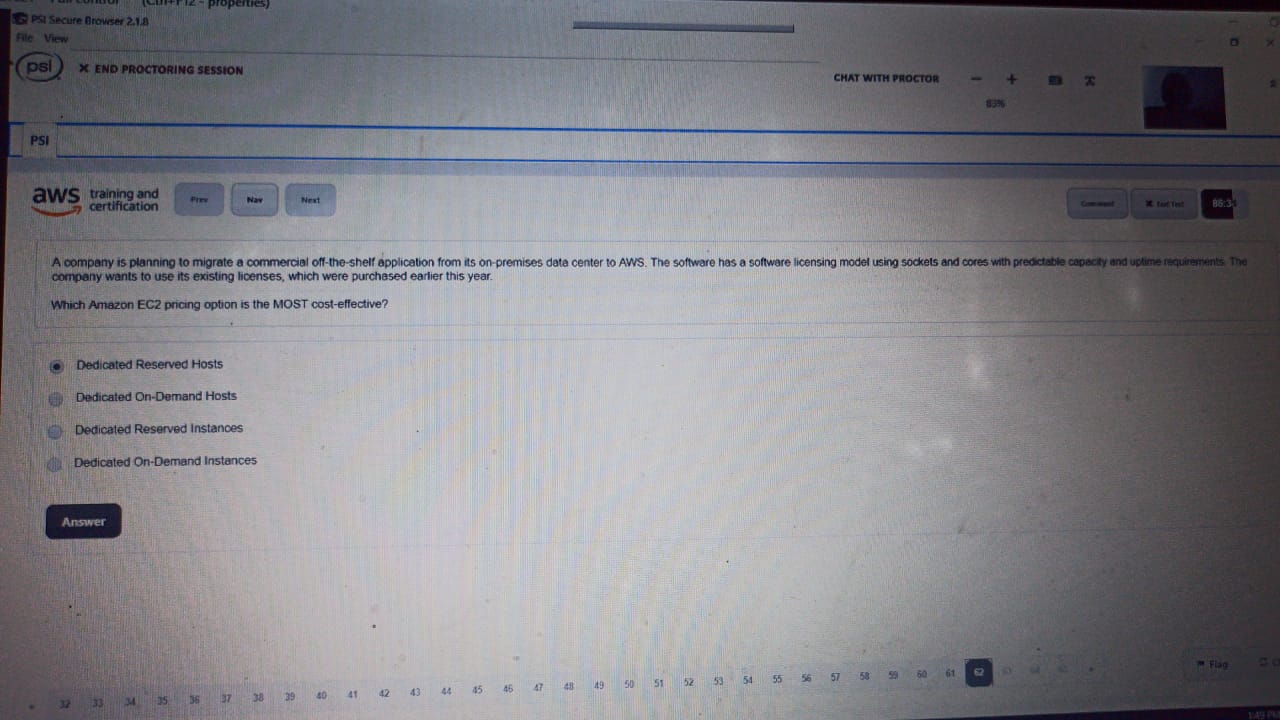 (Ctrl+F12 - properties)
PSI Secure Browser 2.1.8
File View
psi
END PROCTORING SESSION
CHAT WITH PROCTOR
83%
PSI
aws training and certification
Prev
Nav
Next
Comment
A company is planning to migrate a commercial off-the-shelf application from its on-premises data center to AWS. The software has a software licensing model using sockets and cores with predictable capacity and uptime requirements. The
company wants to use its existing licenses, which were purchased earlier this year.
Which Amazon EC2 pricing option is the MOST cost-effective?
Dedicated Reserved Hosts
Dedicated On-Demand Hosts
Dedicated Reserved Instances
Dedicated On-Demand Instances
Answer
32 33 34 35 36 37 38 39 40 41 42 43 44 45 46 47 48 49 50 51 52 53 54 55 56 57 58 59 60 61 62
Flag